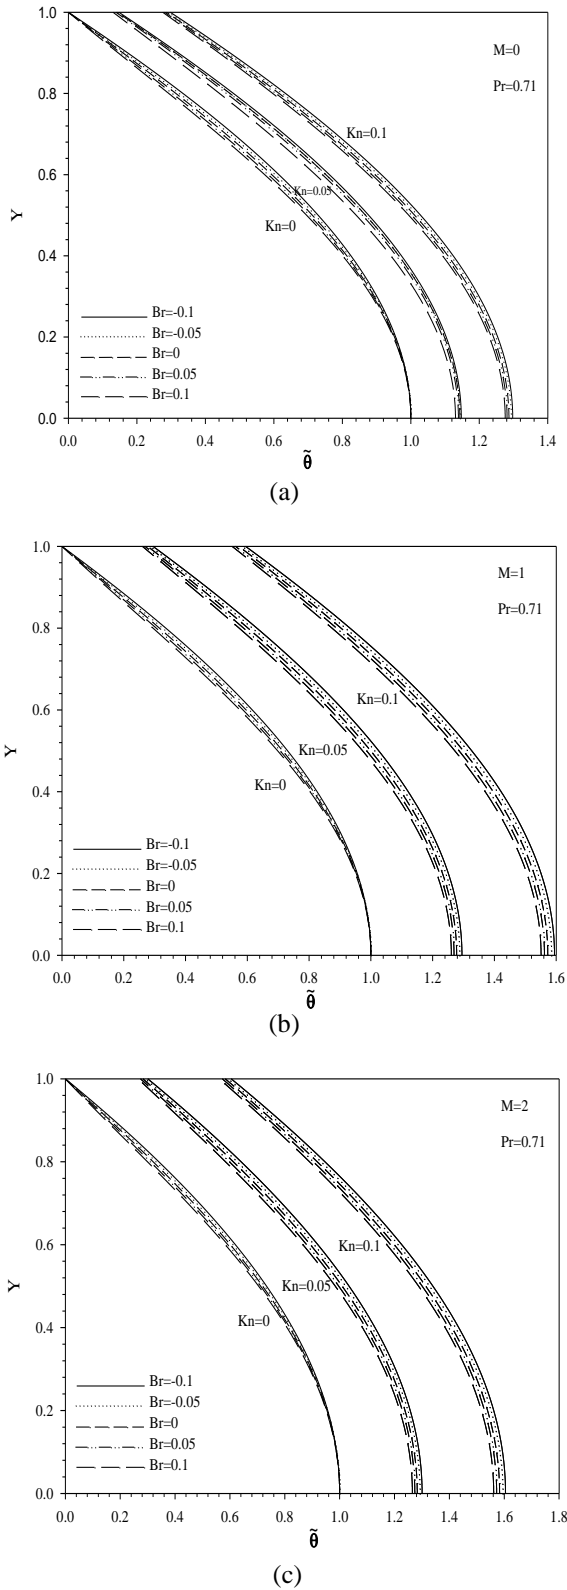 1.0
M=0
0.8
Pr=0.71
Kn=0.1
0.6
Kn=0.05
Y
Kn=0
0.4
Br=-0.1
Br=-0.05
0.2
Br=0
Br=0.05
Br=0.1
0.0
0.0 0.2 0.4 0.6 0.8 1.0 1.2 1.4
θ̃
(a)
1.0
M=1
Pr=0.71
0.8
Kn=0.1
0.6
Kn=0.05
Y
Kn=0
0.4
Br=-0.1
Br=-0.05
0.2
Br=0
Br=0.05
Br=0.1
0.0
0.0 0.2 0.4 0.6 0.8 1.0 1.2 1.4 1.6
θ̃
(b)
1.0
M=2
Pr=0.71
0.8
Kn=0.1
0.6
Kn=0.05
Y
Kn=0
0.4
Br=-0.1
Br=-0.05
0.2
Br=0
Br=0.05
Br=0.1
0.0
0.0 0.2 0.4 0.6 0.8 1.0 1.2 1.4 1.6 1.8
θ̃
(c)